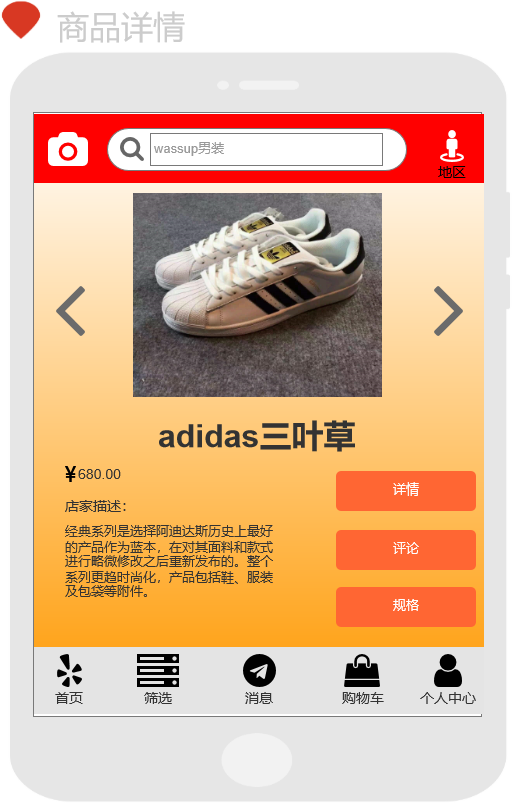 商品详情
wassup男装
地区
adidas三叶草
¥680.00
店家描述：
经典系列是选择阿迪达斯历史上最好
的产品作为蓝本，在对其面料和款式
进行略微修改之后重新发布的。整个
系列更趋时尚化，产品包括鞋、服装
及包袋等附件。
详情
评论
规格
首页
筛选
消息
购物车
个人中心